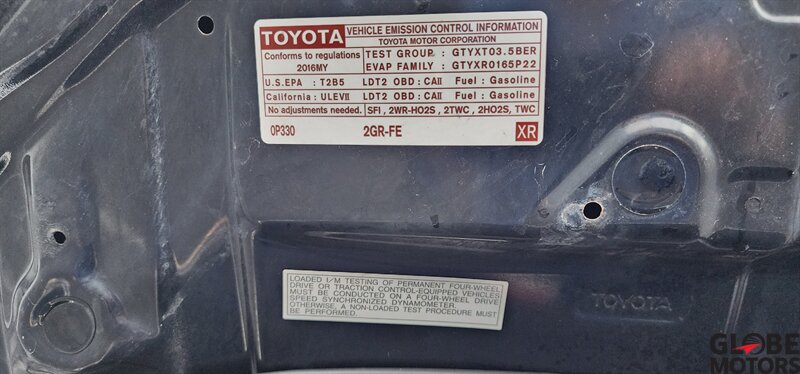 TOYOTA VEHICLE EMISSION CONTROL INFORMATION
TOYOTA MOTOR CORPORATION
Conforms to regulations
2016MY
TEST GROUP : GTYXT03.5BER
EVAP FAMILY : GTYXR0165P22
U.S.EPA : T2B5 LDT2 OBD : CAII Fuel : Gasoline
California : ULEVII LDT2 OBD : CAII Fuel : Gasoline
No adjustments needed. SFI , 2WR-HO2S , 2TWC , 2HO2S, TWC
0P330 2GR-FE XR
LOADED I/M TESTING OF PERMANENT FOUR-WHEEL
DRIVE OR TRACTION CONTROL-EQUIPPED VEHICLES
MUST BE CONDUCTED ON A FOUR-WHEEL DRIVE
SPEED SYNCHRONIZED DYNAMOMETER.
OTHERWISE, A NON-LOADED TEST PROCEDURE MUST
BE PERFORMED.
TOYOTA
GLOBE
MOTORS